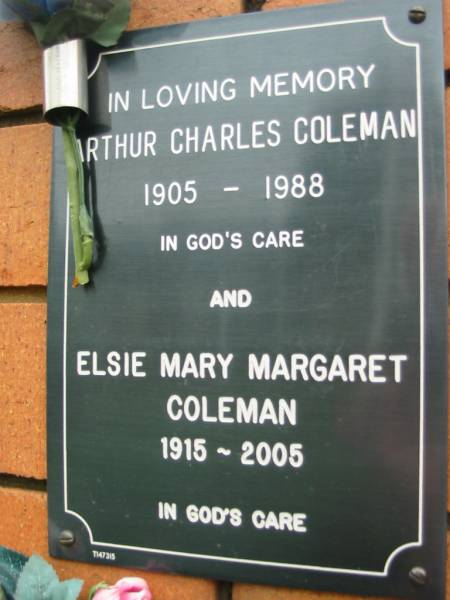 IN LOVING MEMORY
ARTHUR CHARLES COLEMAN
1905 - 1988
IN GOD'S CARE
AND
ELSIE MARY MARGARET
COLEMAN
1915 ~ 2005
IN GOD'S CARE
T147315